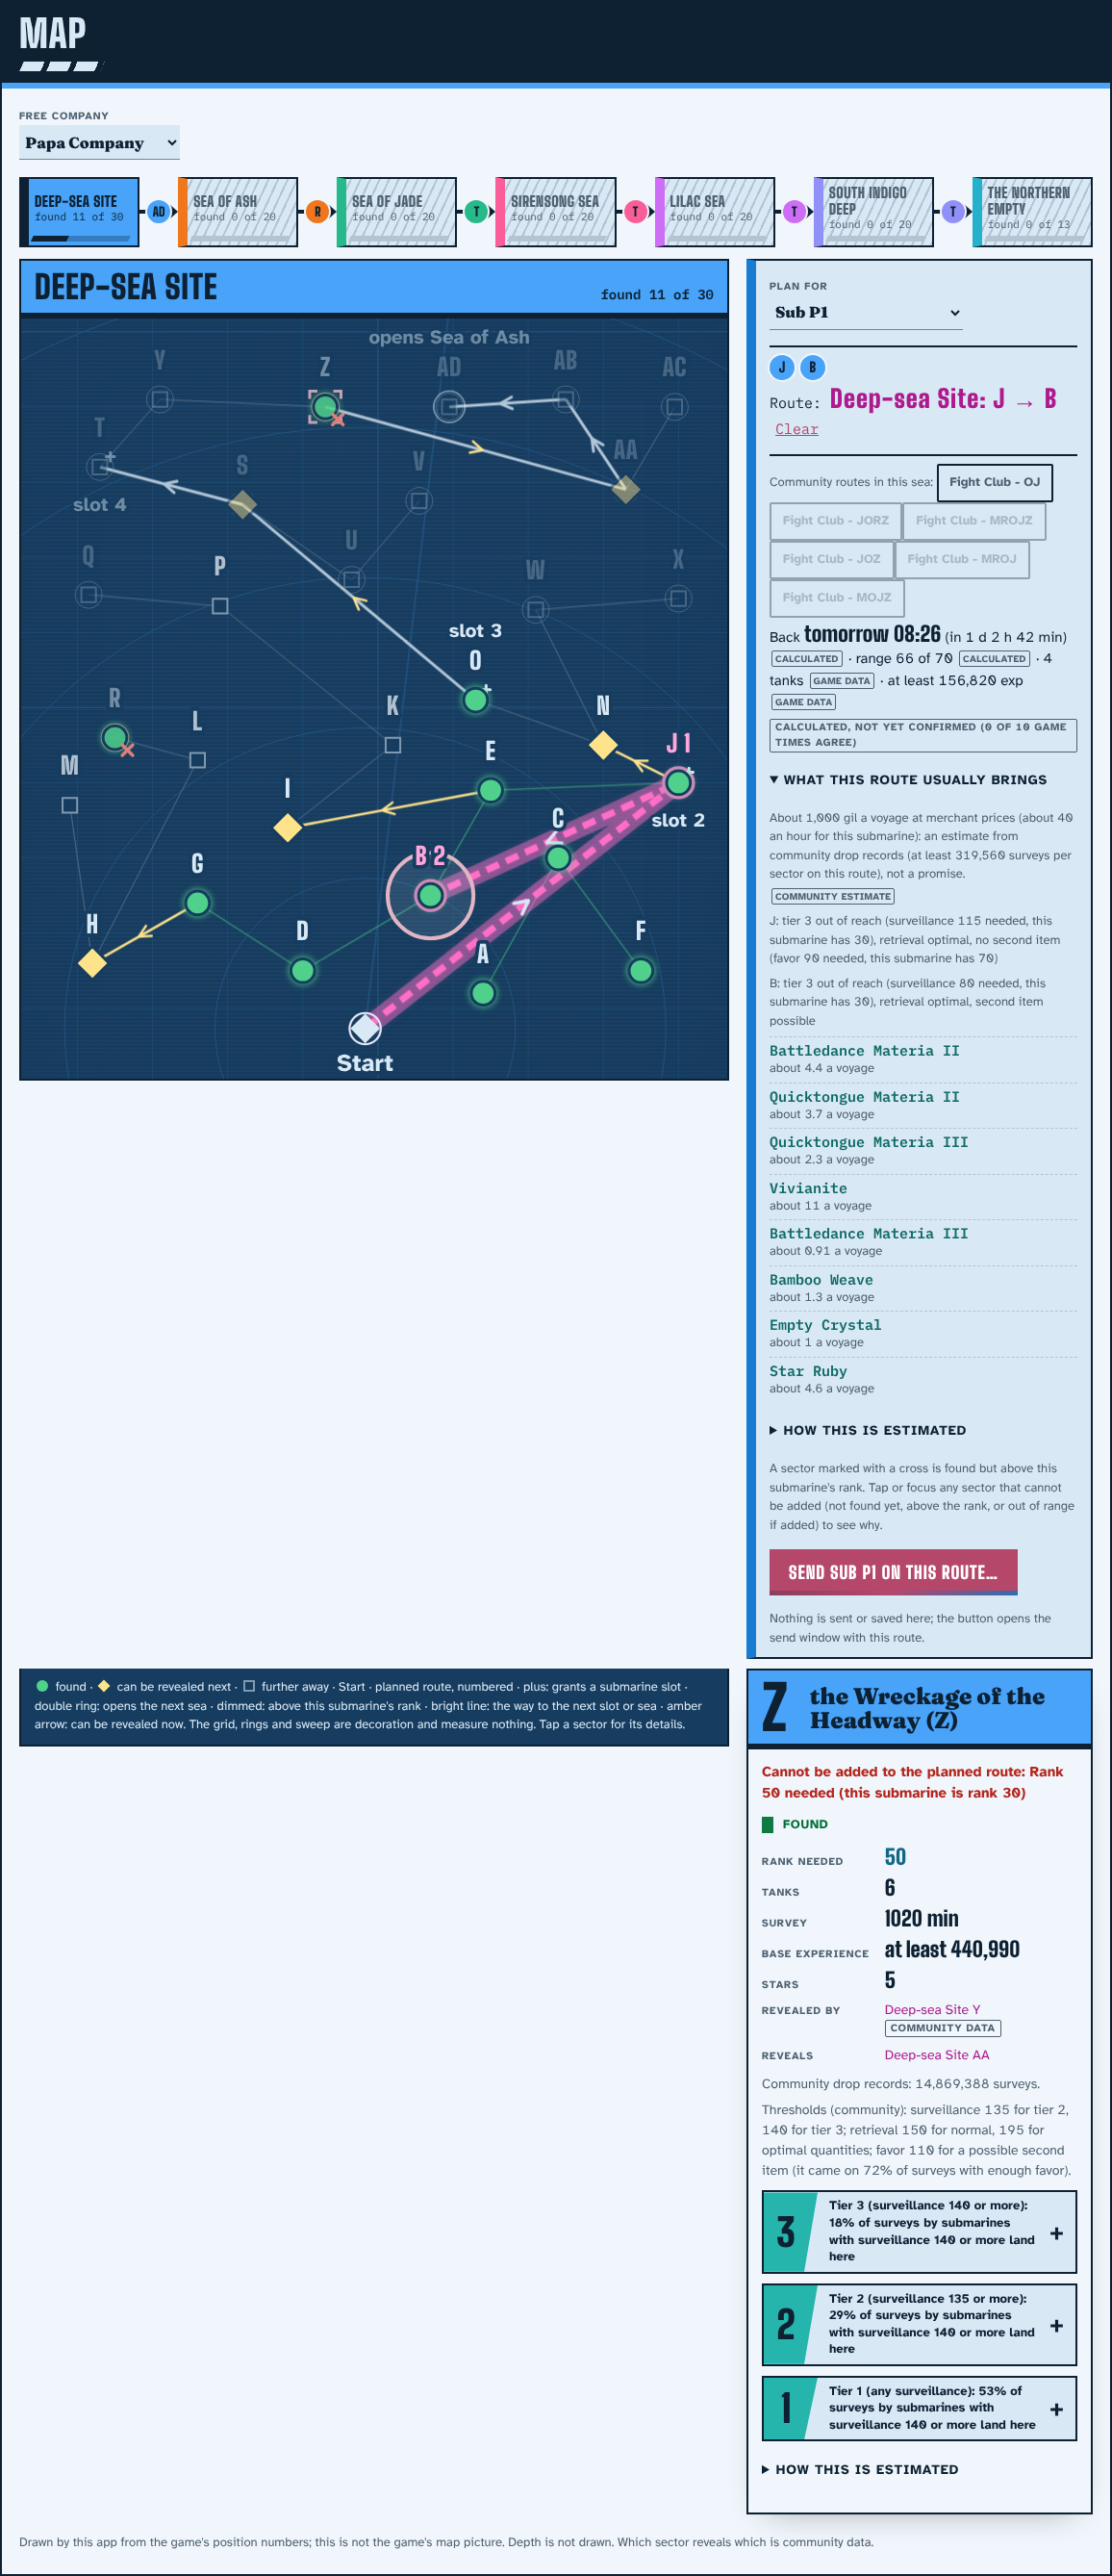 MAP
FREE COMPANY
Papa Company
DEEP-SEA SITE
found 11 of 30
AD
SEA OF ASH
found 0 of 20
R
SEA OF JADE
found 0 of 20
T
SIRENSONG SEA
found 0 of 20
T
LILAC SEA
found 0 of 20
T
SOUTH INDIGO
DEEP
found 0 of 20
T
THE NORTHERN
EMPTY
found 0 of 13
DEEP-SEA SITE
found 11 of 30
opens Sea of Ash
Y
Z
AD
AB
AC
T
S
V
AA
slot 4
Q
P
U
W
X
slot 3
O
R
L
K
N
M
E
J 1
I
C
slot 2
G
B 2
H
D
A
F
Start
PLAN FOR
Sub P1
J
B
Route: Deep-sea Site: J → B
Clear
Community routes in this sea: Fight Club - OJ
Fight Club - JORZ
Fight Club - MROJZ
Fight Club - JOZ
Fight Club - MROJ
Fight Club - MOJZ
Back tomorrow 08:26 (in 1 d 2 h 42 min)
CALCULATED · range 66 of 70 CALCULATED · 4
tanks GAME DATA · at least 156,820 exp
GAME DATA
CALCULATED, NOT YET CONFIRMED (0 OF 10 GAME
TIMES AGREE)
▼ WHAT THIS ROUTE USUALLY BRINGS
About 1,000 gil a voyage at merchant prices (about 40
an hour for this submarine): an estimate from
community drop records (at least 319,560 surveys per
sector on this route), not a promise.
COMMUNITY ESTIMATE
J: tier 3 out of reach (surveillance 115 needed, this
submarine has 30), retrieval optimal, no second item
(favor 90 needed, this submarine has 70)
B: tier 3 out of reach (surveillance 80 needed, this
submarine has 30), retrieval optimal, second item
possible
Battledance Materia II
about 4.4 a voyage
Quicktongue Materia II
about 3.7 a voyage
Quicktongue Materia III
about 2.3 a voyage
Vivianite
about 11 a voyage
Battledance Materia III
about 0.91 a voyage
Bamboo Weave
about 1.3 a voyage
Empty Crystal
about 1 a voyage
Star Ruby
about 4.6 a voyage
▶ HOW THIS IS ESTIMATED
A sector marked with a cross is found but above this
submarine's rank. Tap or focus any sector that cannot
be added (not found yet, above the rank, or out of range
if added) to see why.
SEND SUB P1 ON THIS ROUTE...
Nothing is sent or saved here; the button opens the
send window with this route.
found · can be revealed next · further away · Start · planned route, numbered · plus: grants a submarine slot ·
double ring: opens the next sea · dimmed: above this submarine's rank · bright line: the way to the next slot or sea · amber
arrow: can be revealed now. The grid, rings and sweep are decoration and measure nothing. Tap a sector for its details.
Z
the Wreckage of the
Headway (Z)
Cannot be added to the planned route: Rank
50 needed (this submarine is rank 30)
FOUND
RANK NEEDED 50
TANKS 6
SURVEY 1020 min
BASE EXPERIENCE at least 440,990
STARS 5
REVEALED BY Deep-sea Site Y
COMMUNITY DATA
REVEALS Deep-sea Site AA
Community drop records: 14,869,388 surveys.
Thresholds (community): surveillance 135 for tier 2,
140 for tier 3; retrieval 150 for normal, 195 for
optimal quantities; favor 110 for a possible second
item (it came on 72% of surveys with enough favor).
3
Tier 3 (surveillance 140 or more):
18% of surveys by submarines
with surveillance 140 or more land
here
+
2
Tier 2 (surveillance 135 or more):
29% of surveys by submarines
with surveillance 140 or more land
here
+
1
Tier 1 (any surveillance): 53% of
surveys by submarines with
surveillance 140 or more land here
+
▶ HOW THIS IS ESTIMATED
Drawn by this app from the game's position numbers; this is not the game's map picture. Depth is not drawn. Which sector reveals which is community data.